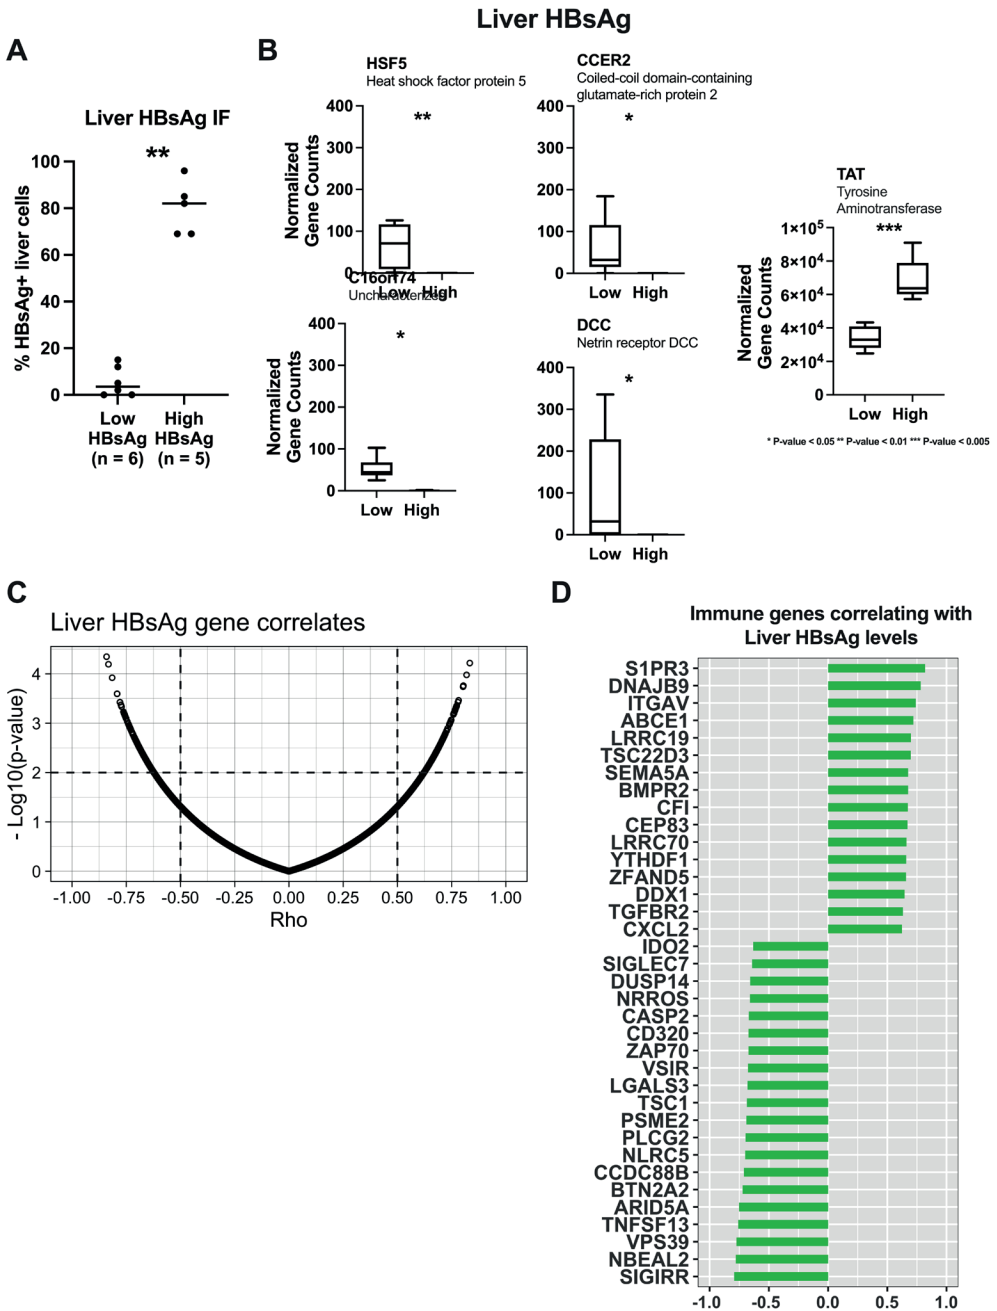 Liver HBsAg
A
Liver HBsAg IF
**
% HBsAg+ liver cells
100
80
60
40
20
0
Low
HBsAg
(n = 6)
High
HBsAg
(n = 5)
B
HSF5
Heat shock factor protein 5
**
Normalized
Gene Counts
400
300
200
100
0
Low
High
CCER2
Coiled-coil domain-containing
glutamate-rich protein 2
*
400
300
200
100
0
Low
High
TAT
Tyrosine
Aminotransferase
***
Normalized
Gene Counts
1×10⁵
8×10⁴
6×10⁴
4×10⁴
2×10⁴
0
Low
High
* P-value < 0.05 ** P-value < 0.01 *** P-value < 0.005
C16orf74
Uncharacterized
*
Normalized
Gene Counts
400
300
200
100
0
Low
High
DCC
Netrin receptor DCC
*
400
300
200
100
0
Low
High
C
Liver HBsAg gene correlates
- Log10(p-value)
4
3
2
1
0
-1.00
-0.75
-0.50
-0.25
0.00
0.25
0.50
0.75
1.00
Rho
D
Immune genes correlating with
Liver HBsAg levels
S1PR3
DNAJB9
ITGAV
ABCE1
LRRC19
TSC22D3
SEMA5A
BMPR2
CFI
CEP83
LRRC70
YTHDF1
ZFAND5
DDX1
TGFBR2
CXCL2
IDO2
SIGLEC7
DUSP14
NRROS
CASP2
CD320
ZAP70
VSIR
LGALS3
TSC1
PSME2
PLCG2
NLRC5
CCDC88B
BTN2A2
ARID5A
TNFSF13
VPS39
NBEAL2
SIGIRR
-1.0
-0.5
0.0
0.5
1.0